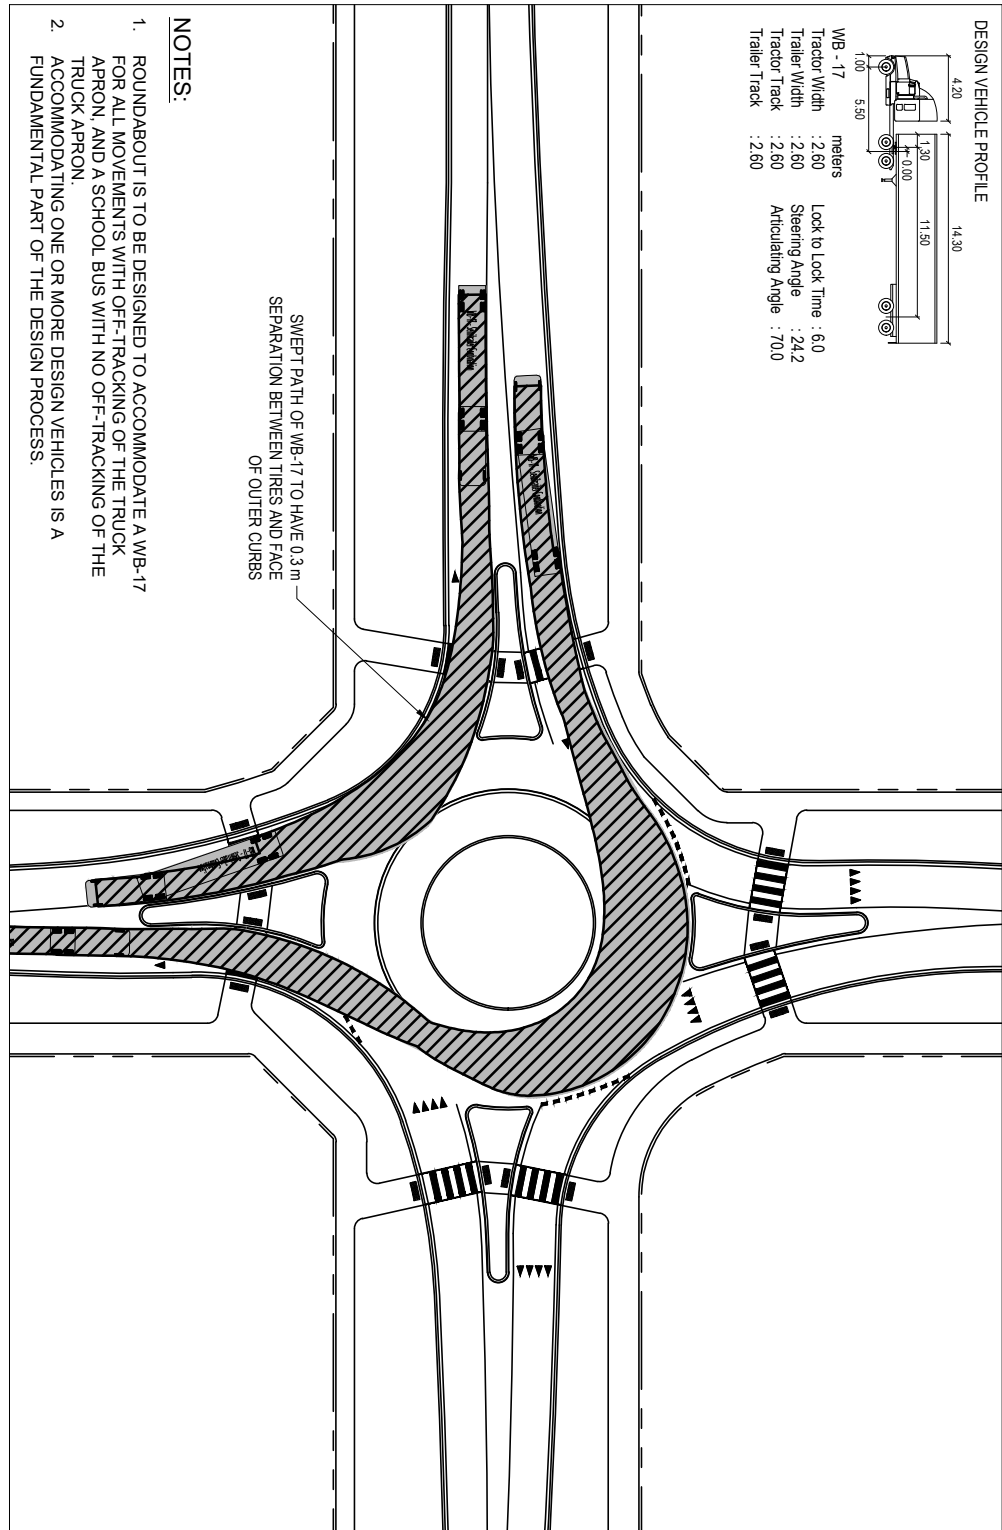 DESIGN VEHICLE PROFILE
4.20
14.30
1.30
0.00
11.50
1.00
5.50
WB - 17 meters
Tractor Width : 2.60
Trailer Width : 2.60
Tractor Track : 2.60
Trailer Track : 2.60
Lock to Lock Time : 6.0
Steering Angle : 24.2
Articulating Angle : 70.0
SWEPT PATH OF WB-17 TO HAVE 0.3 m
SEPARATION BETWEEN TIRES AND FACE
OF OUTER CURBS
NOTES:
1. ROUNDABOUT IS TO BE DESIGNED TO ACCOMMODATE A WB-17
FOR ALL MOVEMENTS WITH OFF-TRACKING OF THE TRUCK
APRON, AND A SCHOOL BUS WITH NO OFF-TRACKING OF THE
TRUCK APRON.
2. ACCOMMODATING ONE OR MORE DESIGN VEHICLES IS A
FUNDAMENTAL PART OF THE DESIGN PROCESS.